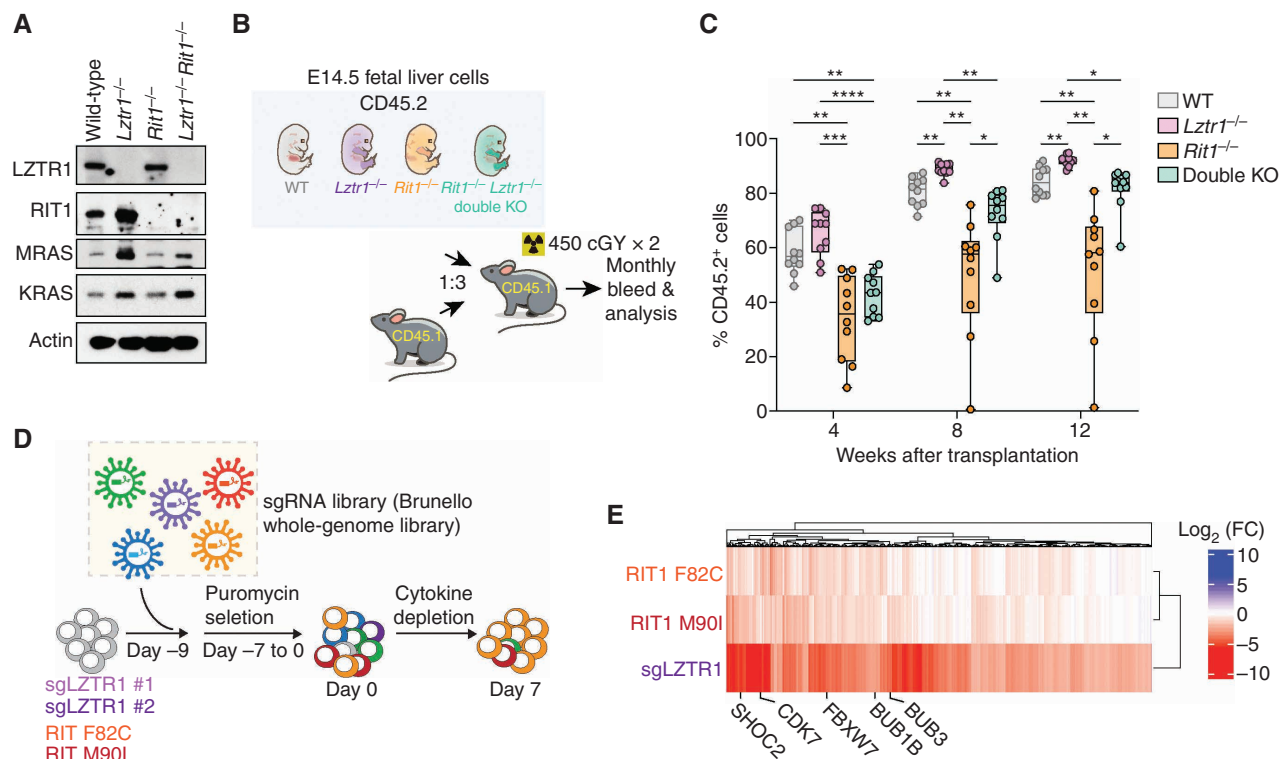 A
Wild-type
Lztr1–/–
Rit1–/–
Lztr1–/–Rit1–/–
LZTR1
RIT1
MRAS
KRAS
Actin
B
E14.5 fetal liver cells
CD45.2
WT
Lztr1–/–
Rit1–/–
Rit1–/– Lztr1–/–
double KO
450 cGY × 2
1:3
CD45.1
CD45.1
Monthly
bleed &
analysis
C
** ** *
**** ** **
** ** **
*** ** * ** *
% CD45.2+ cells
100
80
60
40
20
0
4 8 12
Weeks after transplantation
WT
Lztr1–/–
Rit1–/–
Double KO
D
sgRNA library (Brunello
whole-genome library)
Puromycin
seletion
Cytokine
depletion
Day –9
Day –7 to 0
Day 0
Day 7
sgLZTR1 #1
sgLZTR1 #2
RIT F82C
RIT M90I
E
RIT1 F82C
RIT1 M90I
sgLZTR1
SHOC2
CDK7
FBXW7
BUB1B
BUB3
Log2 (FC)
10
5
0
–5
–10